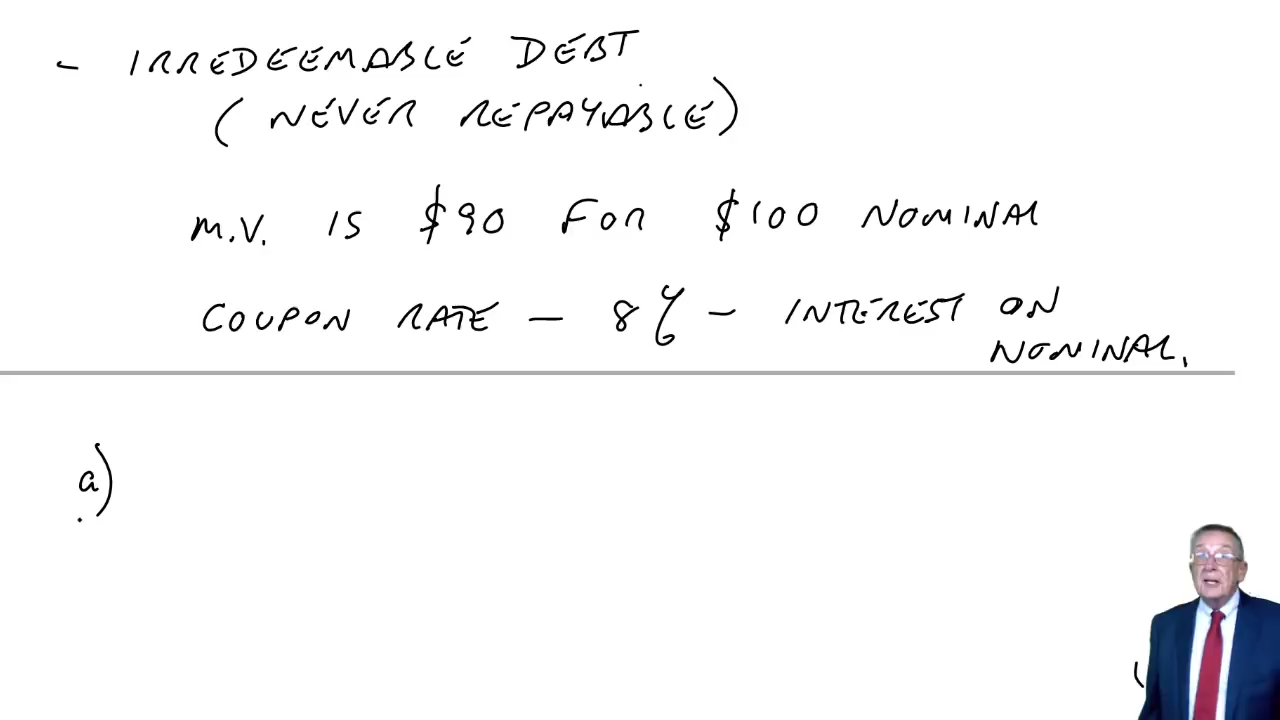 - IRREDEEMABLE DEBT
( NEVER REPAYABLE)
M.V. IS $90 FOR $100 NOMINAL
COUPON RATE - 8% - INTEREST ON
NOMINAL.
a)